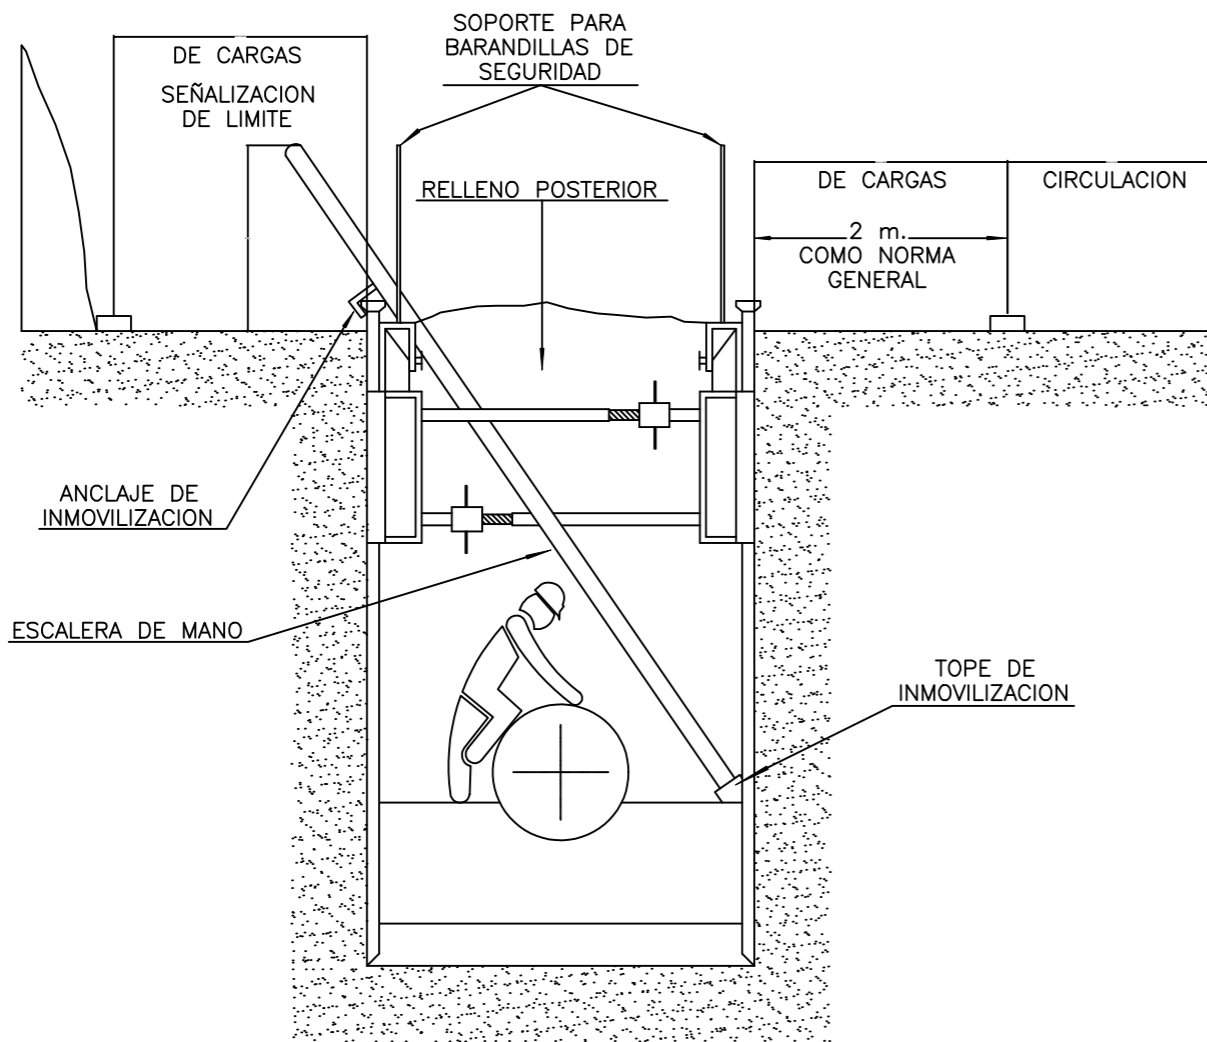 SOPORTE PARA
BARANDILLAS DE
SEGURIDAD
DE CARGAS
SEÑALIZACION
DE LIMITE
RELLENO POSTERIOR
DE CARGAS
CIRCULACION
2 m.
COMO NORMA
GENERAL
ANCLAJE DE
INMOVILIZACION
ESCALERA DE MANO
TOPE DE
INMOVILIZACION